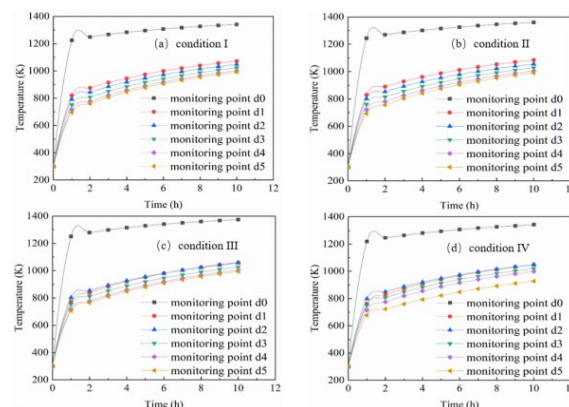 1400
1200
1000
800
600
400
200
Temperature (K)
(a) condition I
monitoring point d0
monitoring point d1
monitoring point d2
monitoring point d3
monitoring point d4
monitoring point d5
0 2 4 6 8 10 12
Time (h)
1400
1200
1000
800
600
400
200
Temperature (K)
(b) condition II
monitoring point d0
monitoring point d1
monitoring point d2
monitoring point d3
monitoring point d4
monitoring point d5
0 2 4 6 8 10 12
Time (h)
1400
1200
1000
800
600
400
200
Temperature (K)
(c) condition III
monitoring point d0
monitoring point d1
monitoring point d2
monitoring point d3
monitoring point d4
monitoring point d5
0 2 4 6 8 10 12
Time (h)
1400
1200
1000
800
600
400
200
Temperature (K)
(d) condition IV
monitoring point d0
monitoring point d1
monitoring point d2
monitoring point d3
monitoring point d4
monitoring point d5
0 2 4 6 8 10 12
Time (h)